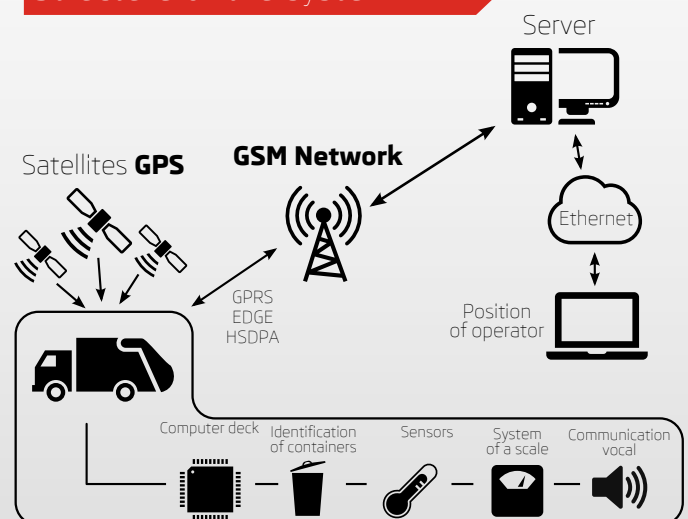 Server
Satellites GPS
GSM Network
Ethernet
GPRS
EDGE
HSDPA
Position
of operator
Computer deck
Identification
of containers
Sensors
System
of a scale
Communication
vocal